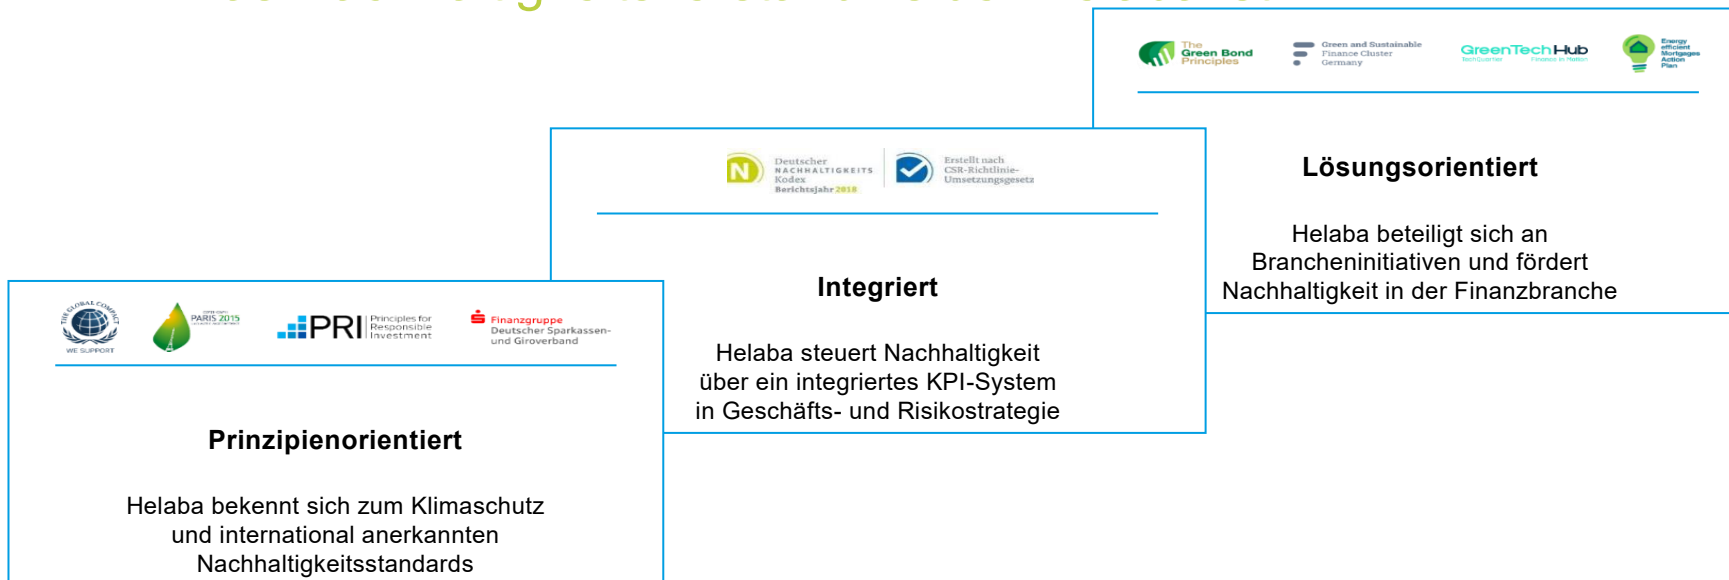 The
Green Bond
Principles
Green and Sustainable
Finance Cluster
Germany
GreenTech Hub
Energy
efficient
Mortgages
Action
Plan
Lösungsorientiert
Helaba beteiligt sich an
Brancheninitiativen und fördert
Nachhaltigkeit in der Finanzbranche
N
Deutscher
NACHHALTIGKEITS
Kodex
Berichtsjahr 2018
Erstellt nach
CSR-Richtlinie-
Umsetzungsgesetz
Integriert
Helaba steuert Nachhaltigkeit
über ein integriertes KPI-System
in Geschäfts- und Risikostrategie
THE GLOBAL COMPACT
WE SUPPORT
PARIS 2015
PRI
Principles for
Responsible
Investment
Finanzgruppe
Deutscher Sparkassen-
und Giroverband
Prinzipienorientiert
Helaba bekennt sich zum Klimaschutz
und international anerkannten
Nachhaltigkeitsstandards